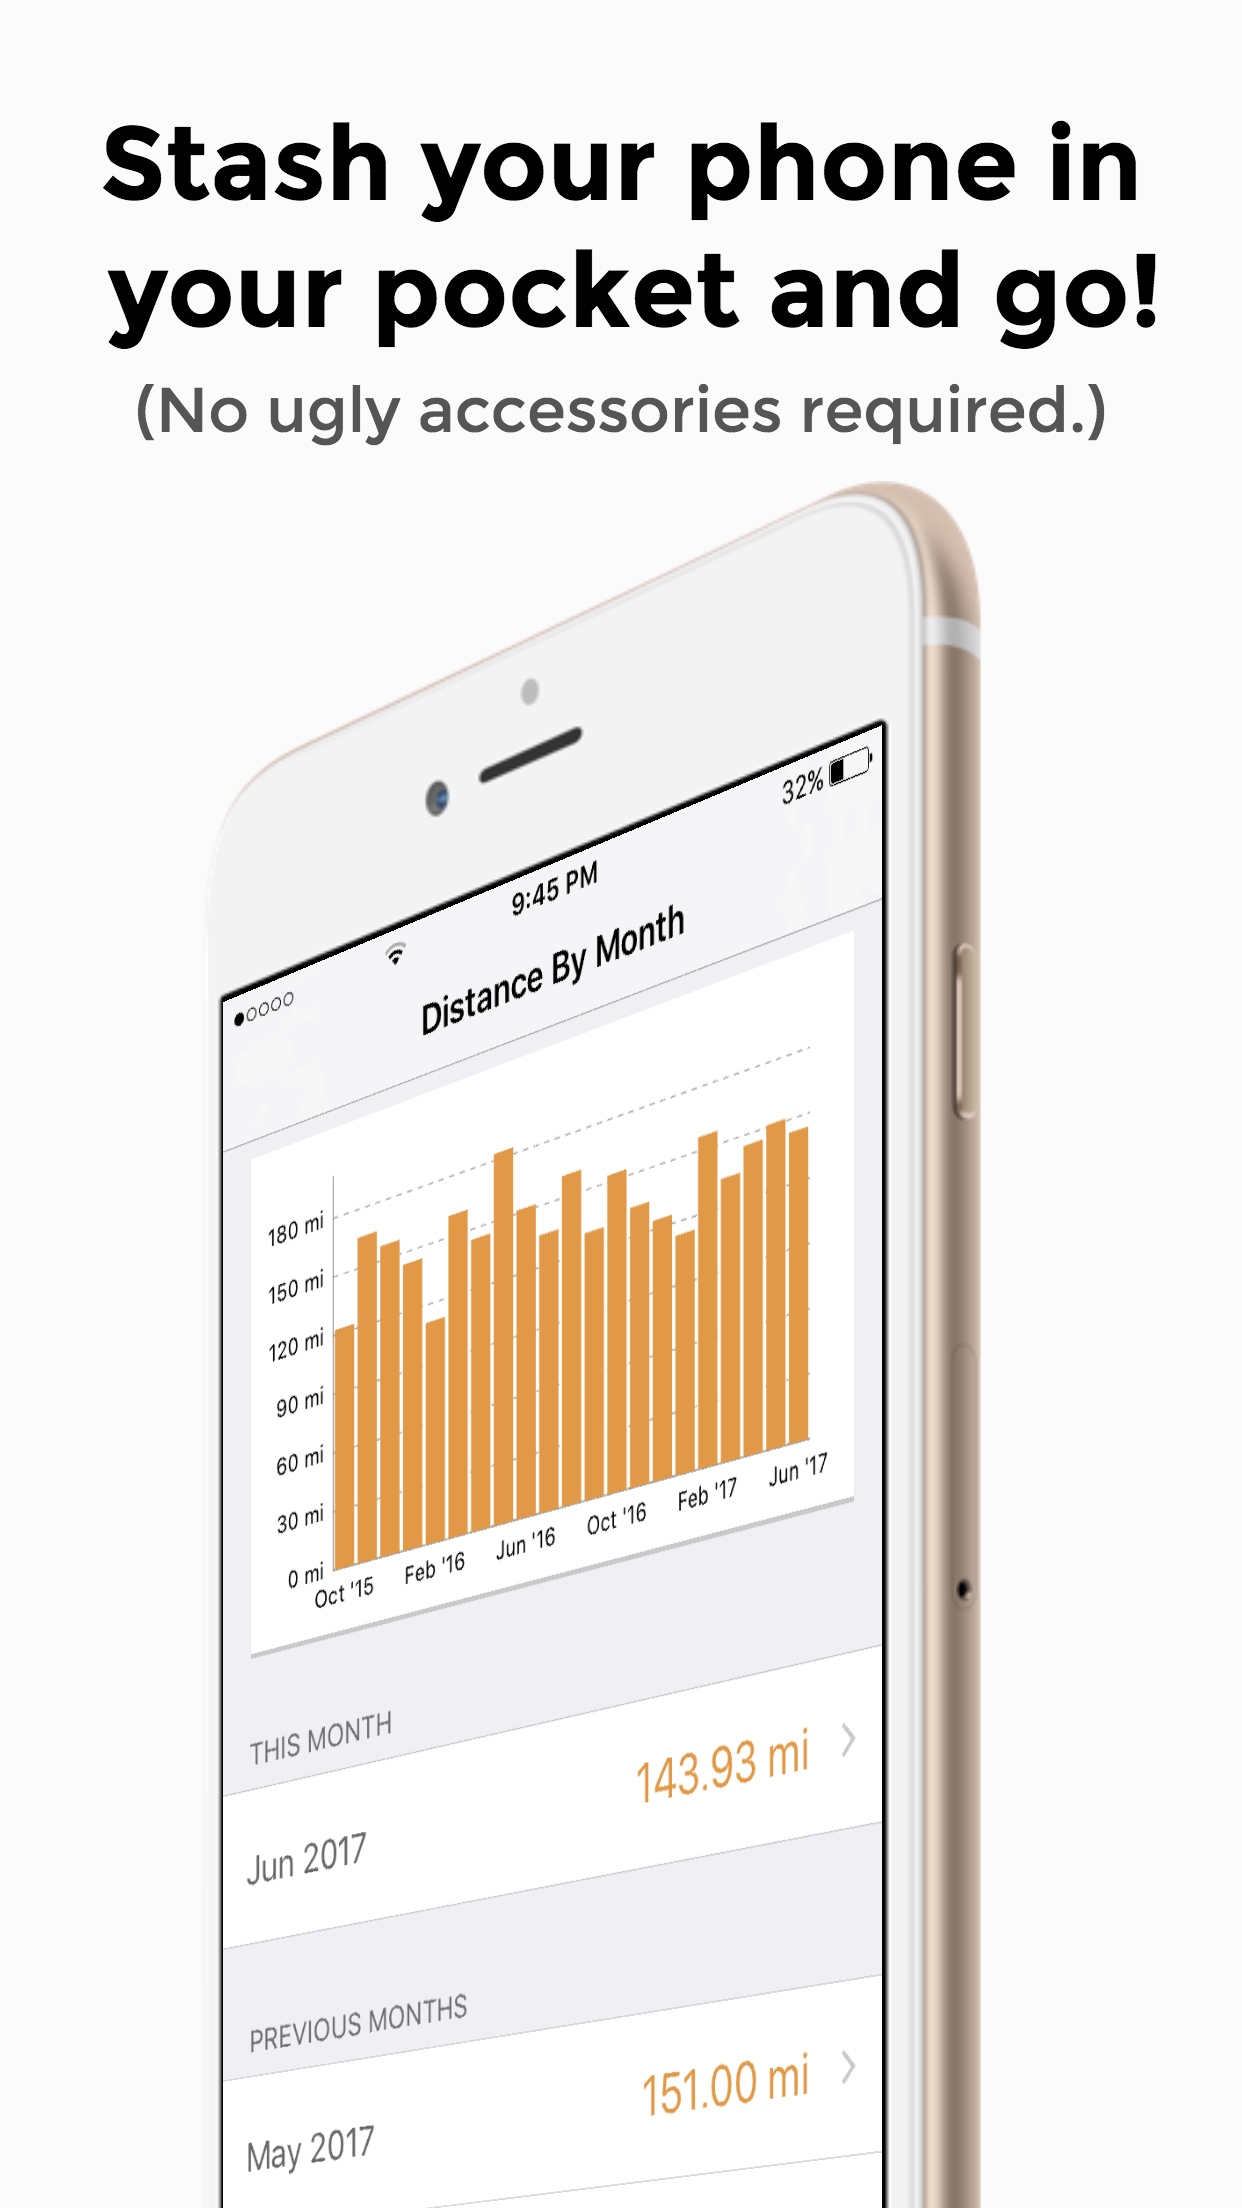 Stash your phone in
your pocket and go!
(No ugly accessories required.)
32%
9:45 PM
Distance By Month
180 mi
150 mi
120 mi
90 mi
60 mi
30 mi
0 mi
Oct '15 Feb '16 Jun '16 Oct '16 Feb '17 Jun '17
THIS MONTH
Jun 2017 143.93 mi
PREVIOUS MONTHS
May 2017 151.00 mi